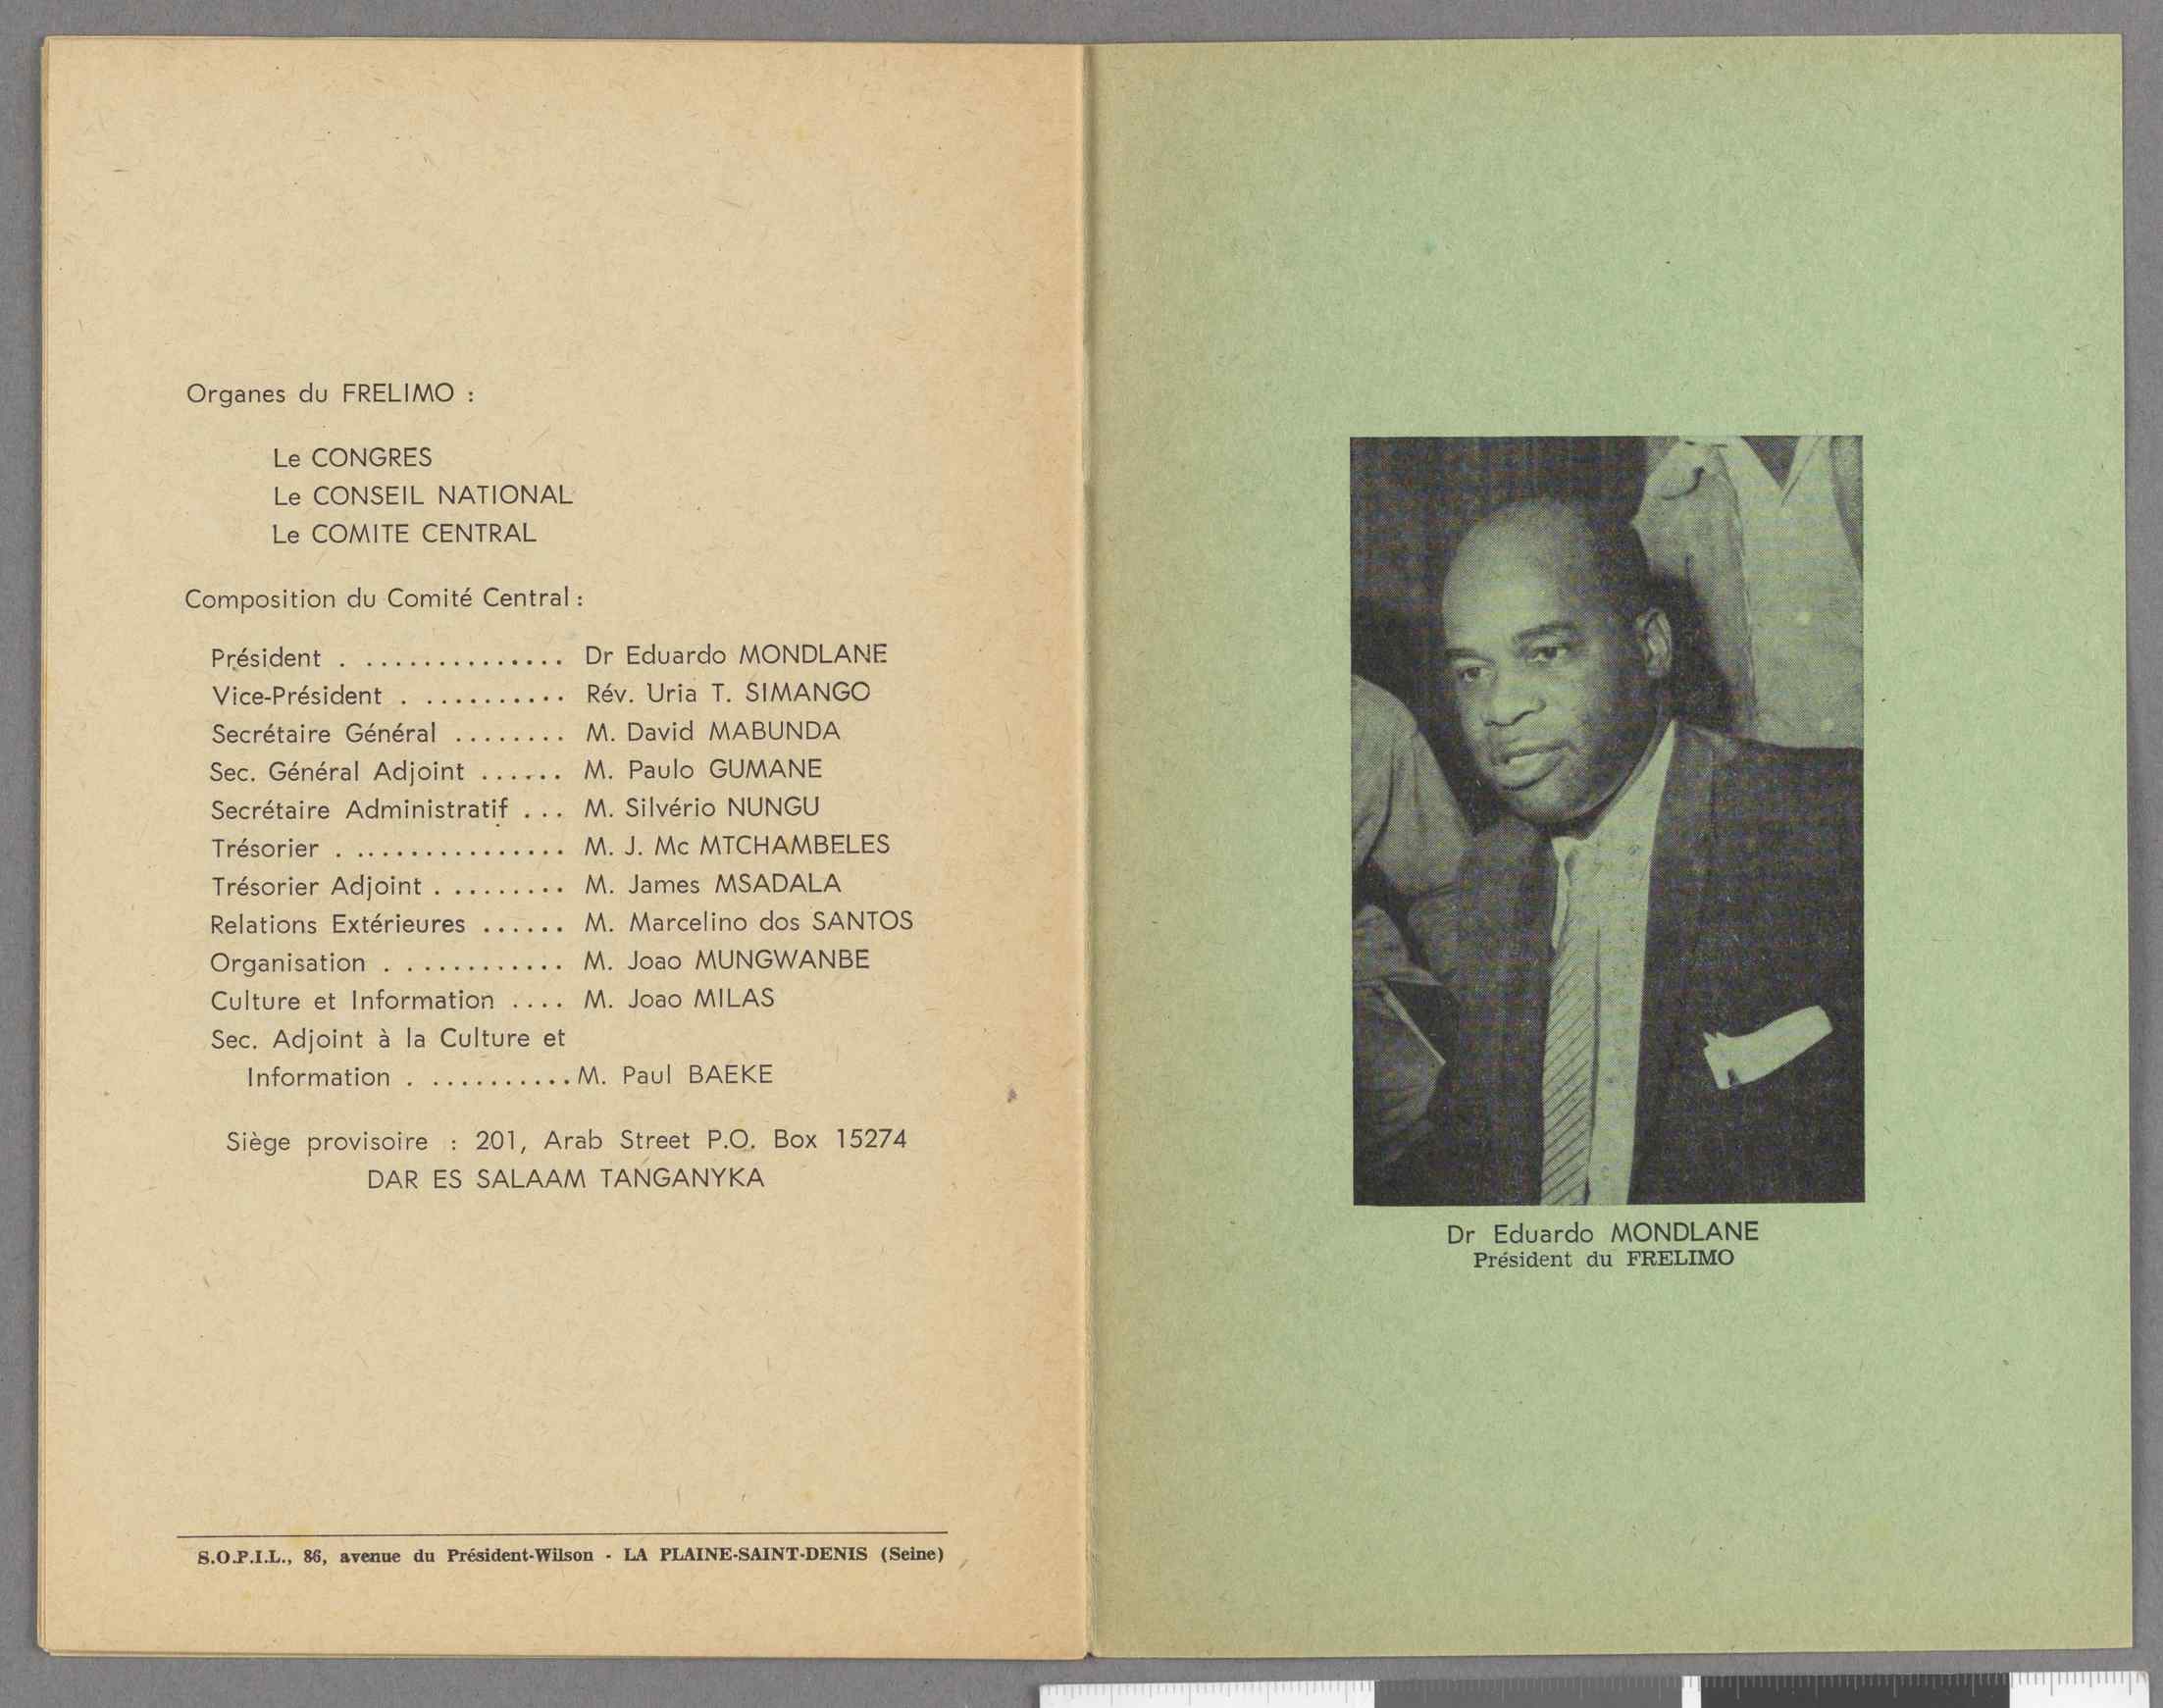 Organes du FRELIMO :
Le CONGRES
Le CONSEIL NATIONAL
Le COMITE CENTRAL
Composition du Comité Central :
Président . .............. Dr Eduardo MONDLANE
Vice-Président . .......... Rév. Uria T. SIMANGO
Secrétaire Général ........ M. David MABUNDA
Sec. Général Adjoint ...... M. Paulo GUMANE
Secrétaire Administratif ... M. Silvério NUNGU
Trésorier . ............... M. J. Mc MTCHAMBELES
Trésorier Adjoint . ........ M. James MSADALA
Relations Extérieures ...... M. Marcelino dos SANTOS
Organisation . ........... M. Joao MUNGWANBE
Culture et Information .... M. Joao MILAS
Sec. Adjoint à la Culture et
Information . .......... M. Paul BAEKE
Siège provisoire : 201, Arab Street P.O. Box 15274
DAR ES SALAAM TANGANYKA
S.O.P.I.L., 86, avenue du Président-Wilson - LA PLAINE-SAINT-DENIS (Seine)
Dr Eduardo MONDLANE
Président du FRELIMO